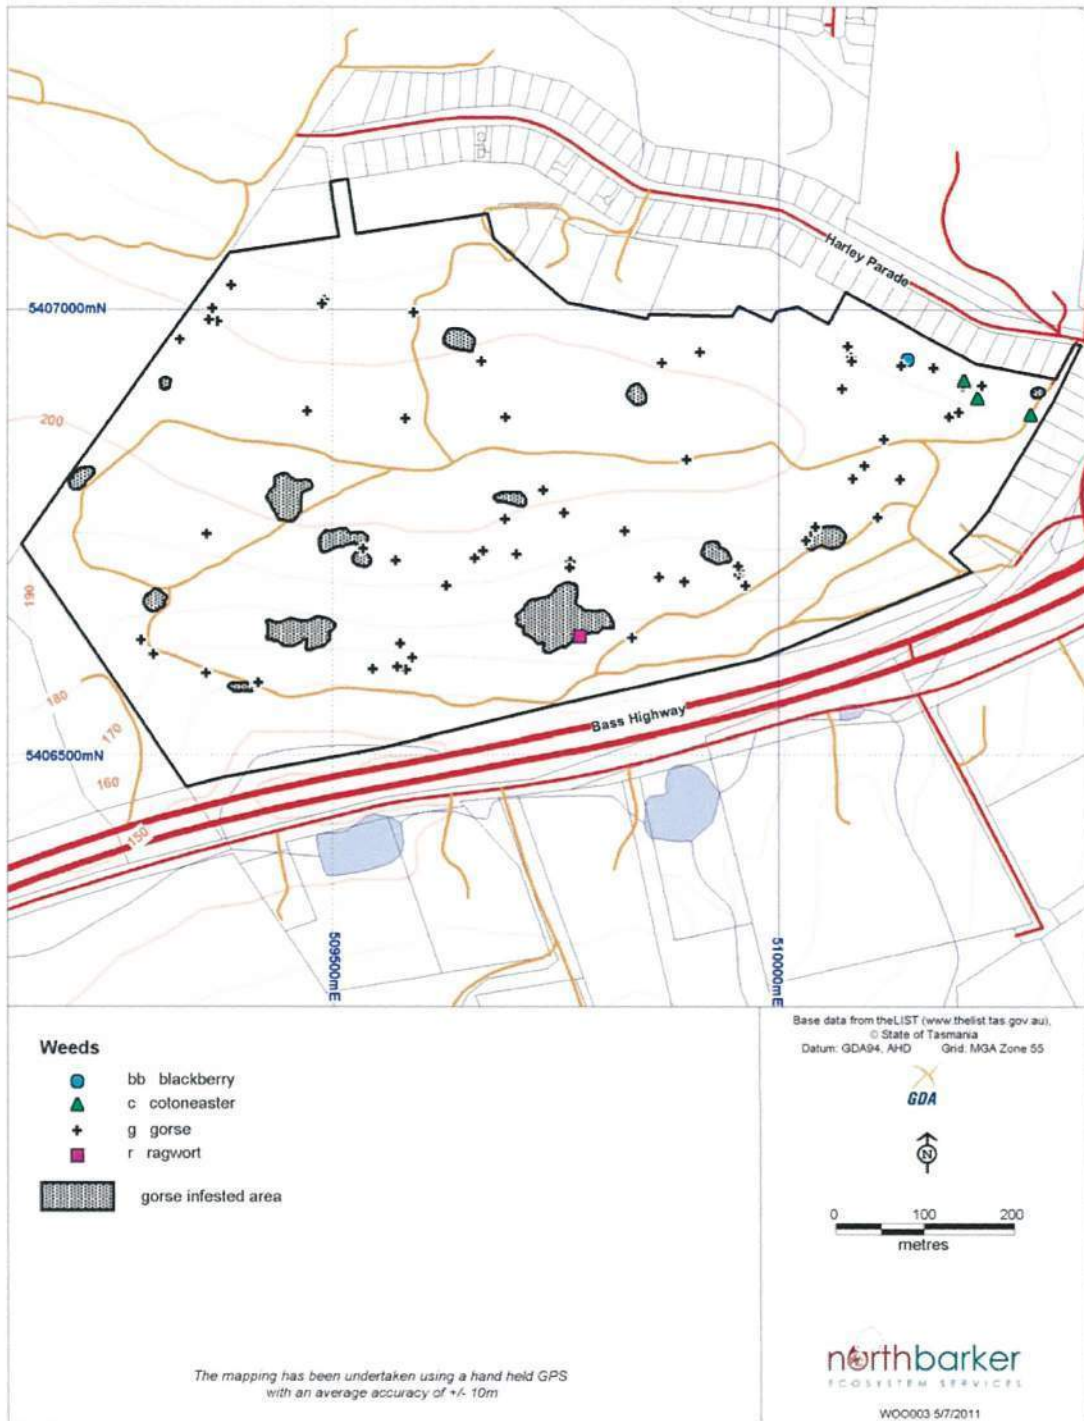 Harley Parade
5407000mN
200
190
180
170
160
150
Bass Highway
5406500mN
509500mE
510000mE
Weeds
bb blackberry
c cotoneaster
g gorse
r ragwort
gorse infested area
Base data from theLIST (www.thelist.tas.gov.au),
© State of Tasmania
Datum: GDA94, AHD Grid: MGA Zone 55
GDA
N
0 100 200
metres
The mapping has been undertaken using a hand held GPS
with an average accuracy of +/- 10m
northbarker
ECOSYSTEM SERVICES
WOO003 5/7/2011